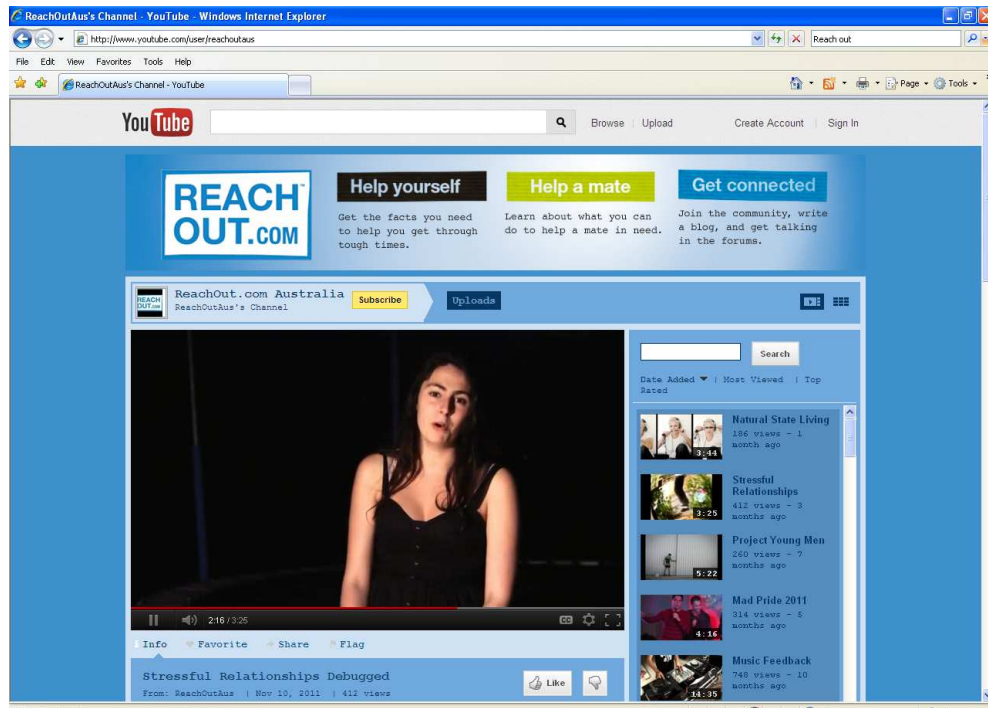 ReachOutAus's Channel - YouTube - Windows Internet Explorer
http://www.youtube.com/user/reachoutaus
Reach out
File Edit View Favorites Tools Help
ReachOutAus's Channel - YouTube
Page Tools
YouTube
Browse Upload Create Account Sign In
REACH
OUT.COM
Help yourself
Get the facts you need
to help you get through
tough times.
Help a mate
Learn about what you can
do to help a mate in need.
Get connected
Join the community, write
a blog, and get talking
in the forums.
REACH
OUT.com
ReachOut.com Australia
ReachOutAus's Channel
Subscribe
Uploads
2:16 / 3:25
CC
Info Favorite Share Flag
Stressful Relationships Debugged
From: ReachOutAus | Nov 10, 2011 | 412 views
Like
Search
Date Added | Most Viewed | Top
Rated
3:44
Natural State Living
186 views - 1
month ago
3:25
Stressful
Relationships
412 views - 3
months ago
5:22
Project Young Men
260 views - 7
months ago
4:16
Mad Pride 2011
314 views - 5
months ago
14:35
Music Feedback
748 views - 10
months ago